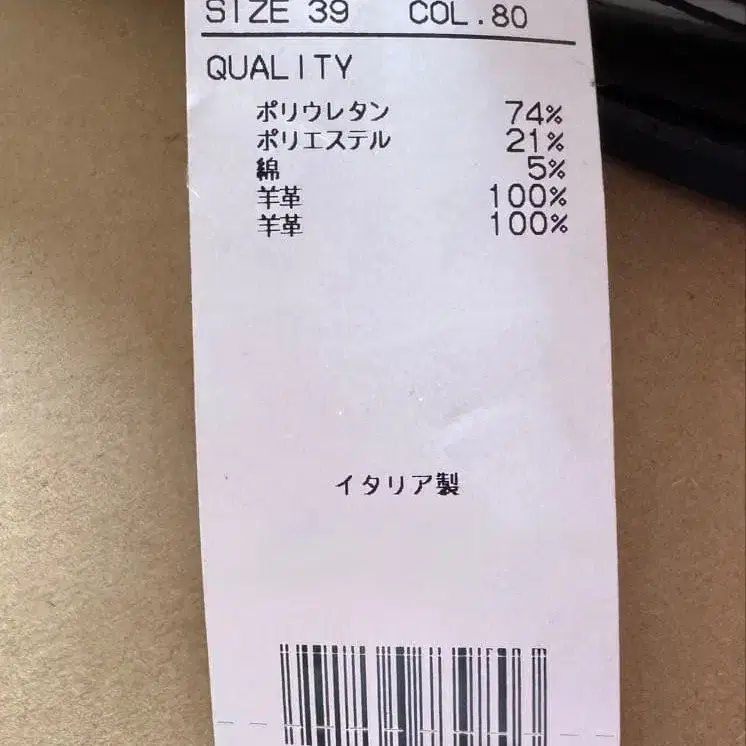 SIZE 39 COL.80
QUALITY
ポリウレタン 74%
ポリエステル 21%
綿 5%
羊革 100%
羊革 100%
イタリア製